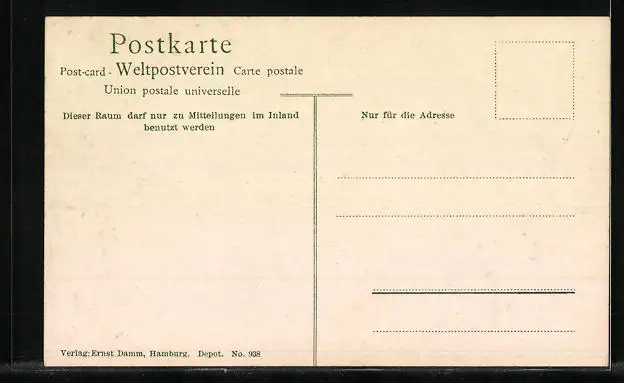 Postkarte
Post-card - Weltpostverein Carte postale
Union postale universelle
Dieser Raum darf nur zu Mitteilungen im Inland
benutzt werden
Nur für die Adresse
Verlag: Ernst Damm, Hamburg. Depot. No. 938